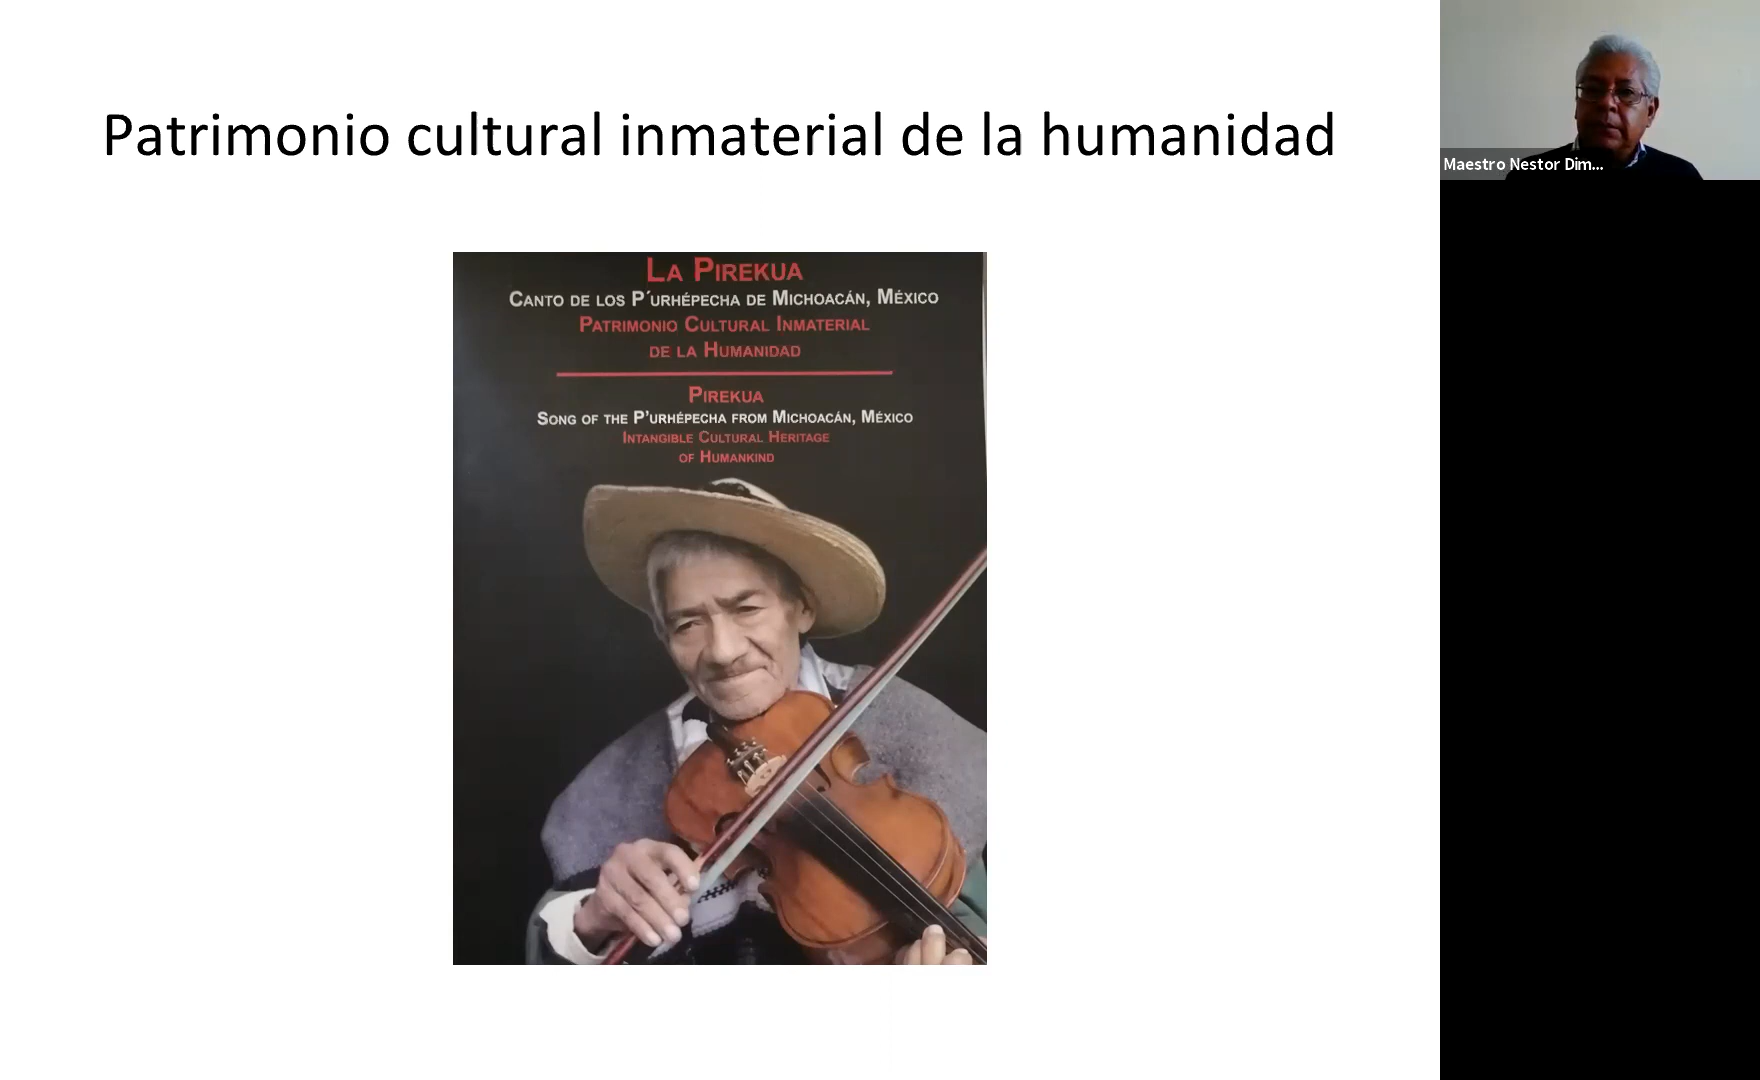 Patrimonio cultural inmaterial de la humanidad
LA PIREKUA
CANTO DE LOS P´URHÉPECHA DE MICHOACÁN, MÉXICO
PATRIMONIO CULTURAL INMATERIAL
DE LA HUMANIDAD
PIREKUA
SONG OF THE P'URHÉPECHA FROM MICHOACÁN, MÉXICO
INTANGIBLE CULTURAL HERITAGE
OF HUMANKIND
Maestro Nestor Dim...